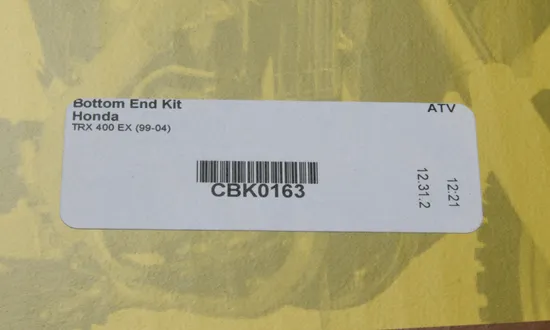 Bottom End Kit
Honda
TRX 400 EX (99-04)
ATV
CBK0163
12.31.2
12:21